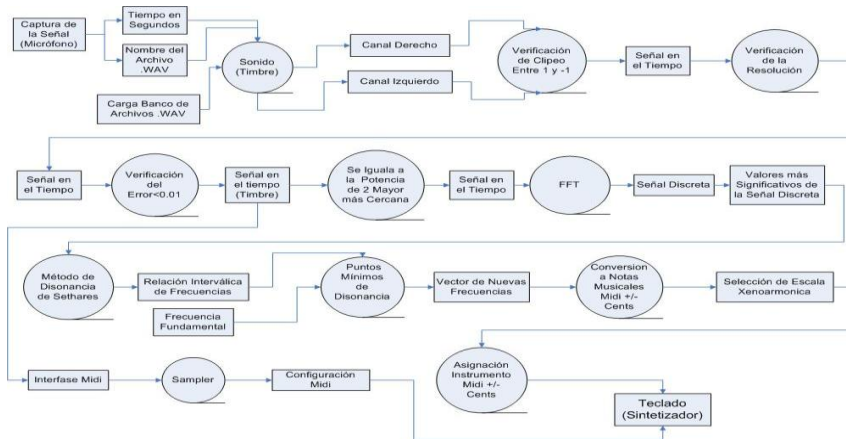 Captura de
la Señal
(Micrófono)
Tiempo en
Segundos
Nombre del
Archivo
.WAV
Carga Banco de
Archivos .WAV
Sonido
(Timbre)
Canal Derecho
Canal Izquierdo
Verificación
de Clipeo
Entre 1 y -1
Señal en
el Tiempo
Verificación
de la
Resolución
Señal en
el Tiempo
Verificación
del
Error<0.01
Señal en
el tiempo
(Timbre)
Se Iguala a
la Potencia
de 2 Mayor
más Cercana
Señal en
el Tiempo
FFT
Señal Discreta
Valores más
Significativos de
la Señal Discreta
Método de
Disonancia
de Sethares
Relación Interválica
de Frecuencias
Frecuencia
Fundamental
Puntos
Mínimos
de
Disonancia
Vector de Nuevas
Frecuencias
Conversion
a Notas
Musicales
Midi +/-
Cents
Selección de Escala
Xenoarmonica
Interfase Midi
Sampler
Configuración
Midi
Asignación
Instrumento
Midi +/-
Cents
Teclado
(Sintetizador)